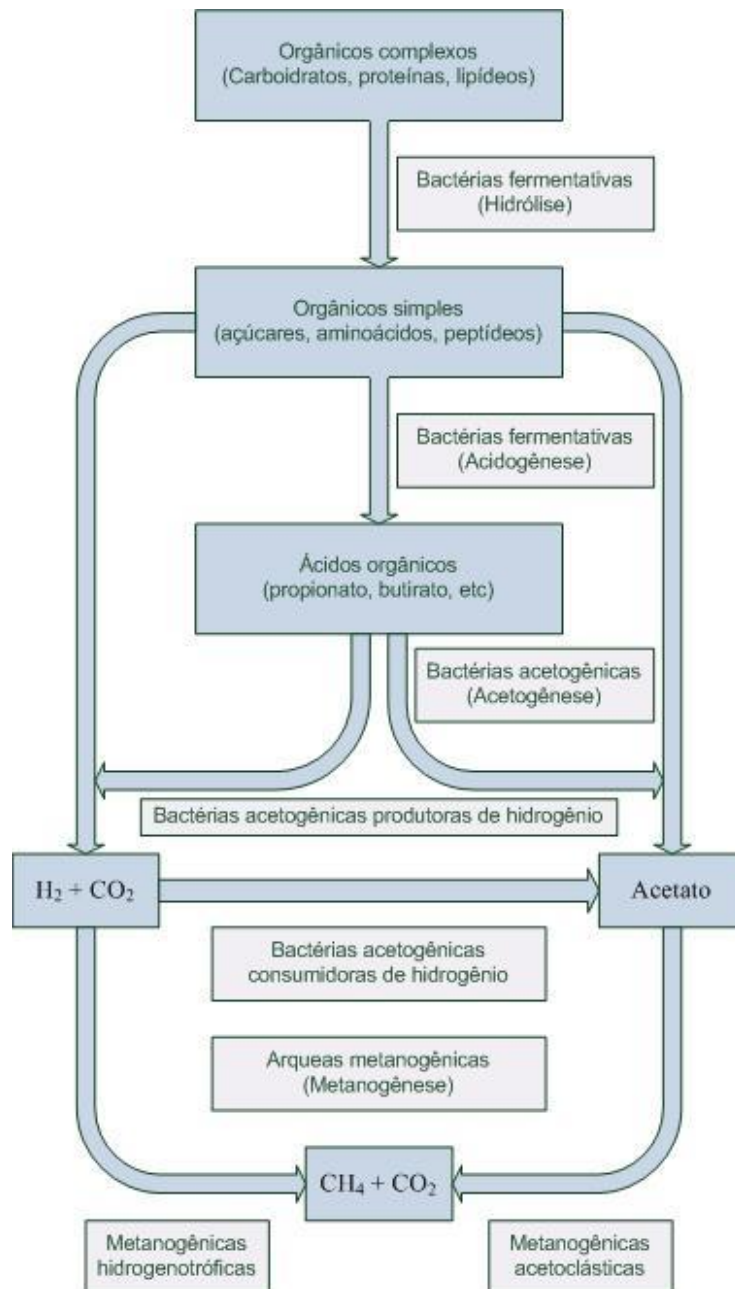 Orgânicos complexos
(Carboidratos, proteínas, lipídeos)
Bactérias fermentativas
(Hidrólise)
Orgânicos simples
(açúcares, aminoácidos, peptídeos)
Bactérias fermentativas
(Acidogênese)
Ácidos orgânicos
(propionato, butirato, etc)
Bactérias acetogênicas
(Acetogênese)
Bactérias acetogênicas produtoras de hidrogênio
H₂ + CO₂
Acetato
Bactérias acetogênicas
consumidoras de hidrogênio
Arqueas metanogênicas
(Metanogênese)
CH₄ + CO₂
Metanogênicas
hidrogenotróficas
Metanogênicas
acetoclásticas